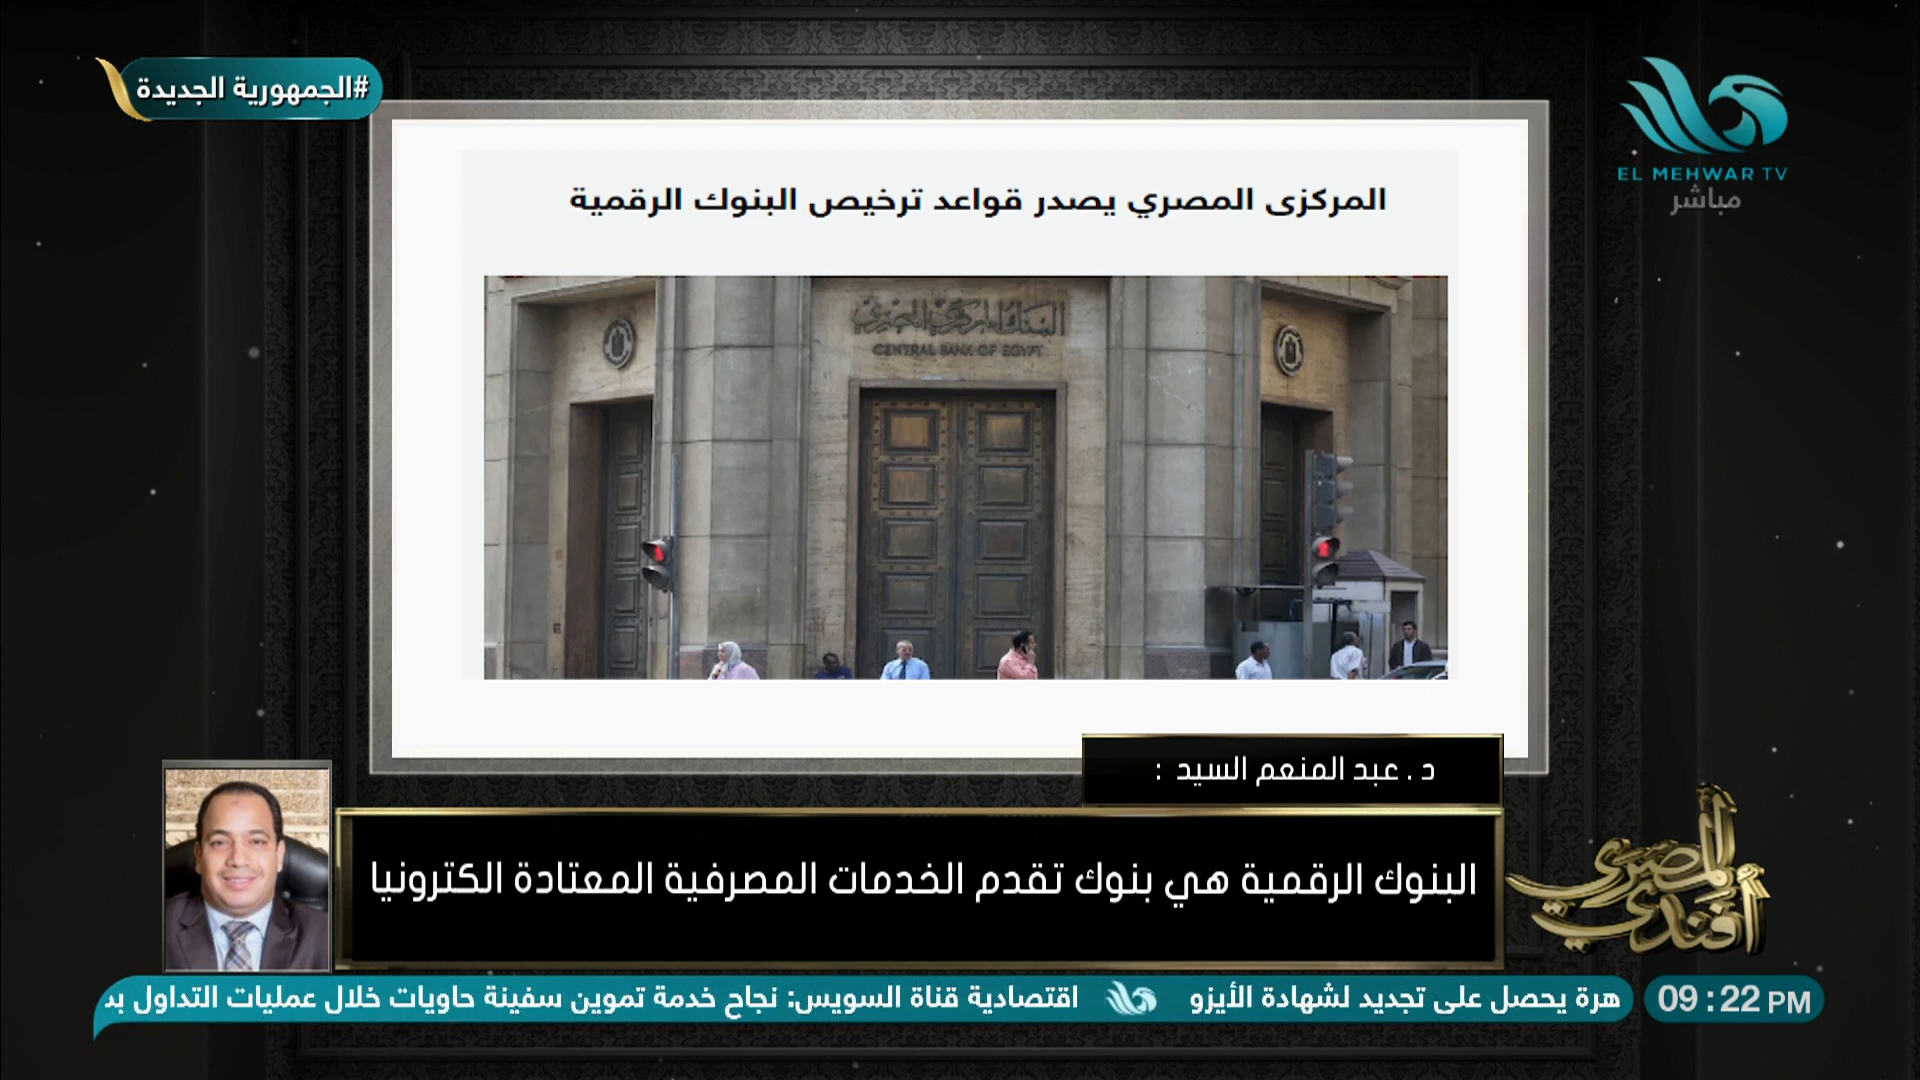 #الجمهورية الجديدة
EL MEHWAR TV
مباشر
المركزى المصري يصدر قواعد ترخيص البنوك الرقمية
البنك المركزي المصري
CENTRAL BANK OF EGYPT
د . عبد المنعم السيد :
البنوك الرقمية هي بنوك تقدم الخدمات المصرفية المعتادة الكترونيا
المصري أفندي
هرة يحصل على تجديد لشهادة الأيزو
اقتصادية قناة السويس: نجاح خدمة تموين سفينة حاويات خلال عمليات التداول بد
09 : 22 PM